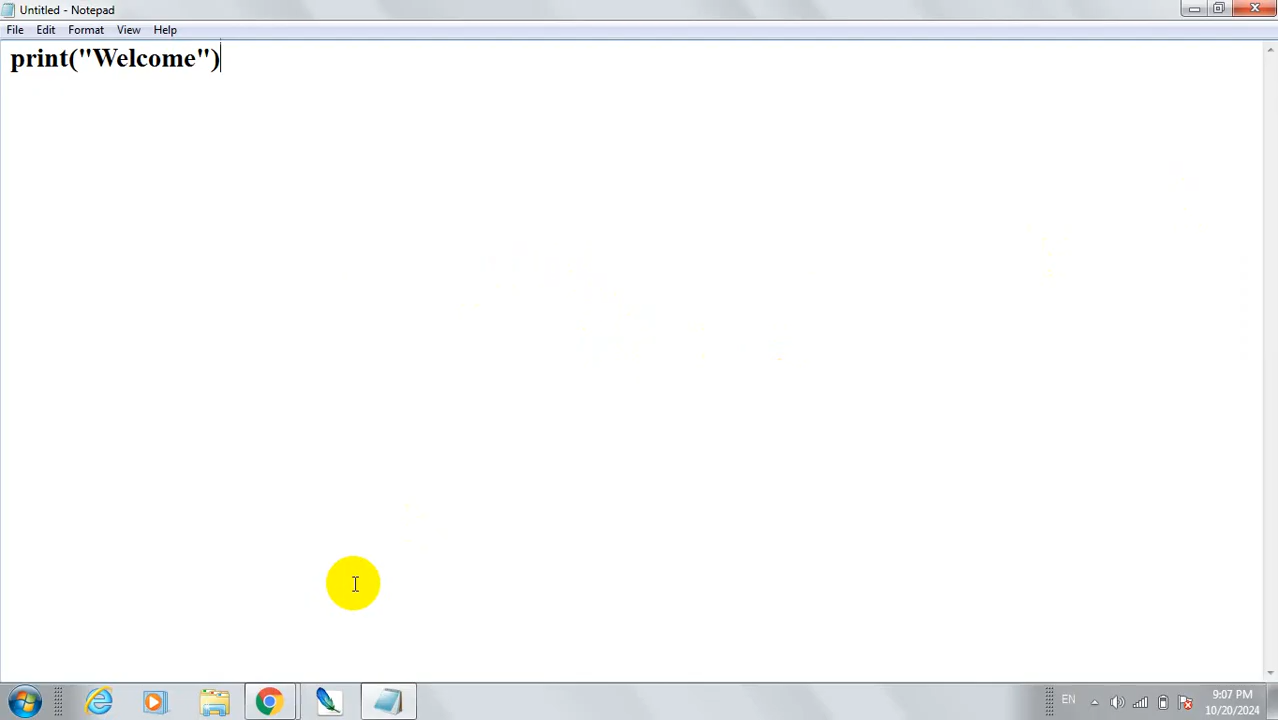 Untitled - Notepad
File Edit Format View Help
print("Welcome")
EN
9:07 PM
10/20/2024